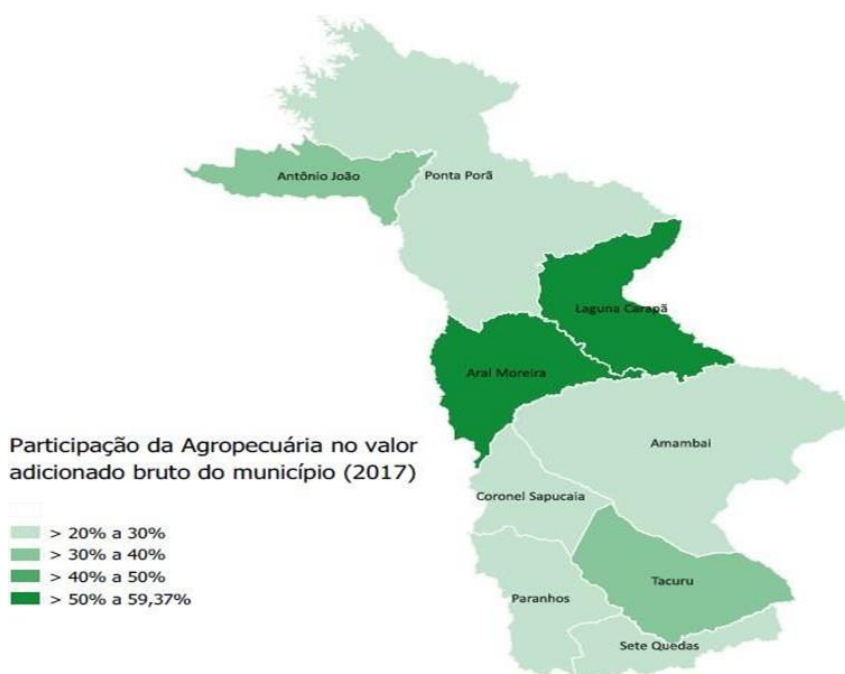 Antônio João
Ponta Porã
Laguna Carapã
Aral Moreira
Amambai
Participação da Agropecuária no valor
adicionado bruto do município (2017)
Coronel Sapucaia
> 20% a 30%
> 30% a 40%
> 40% a 50%
> 50% a 59,37%
Tacuru
Paranhos
Sete Quedas